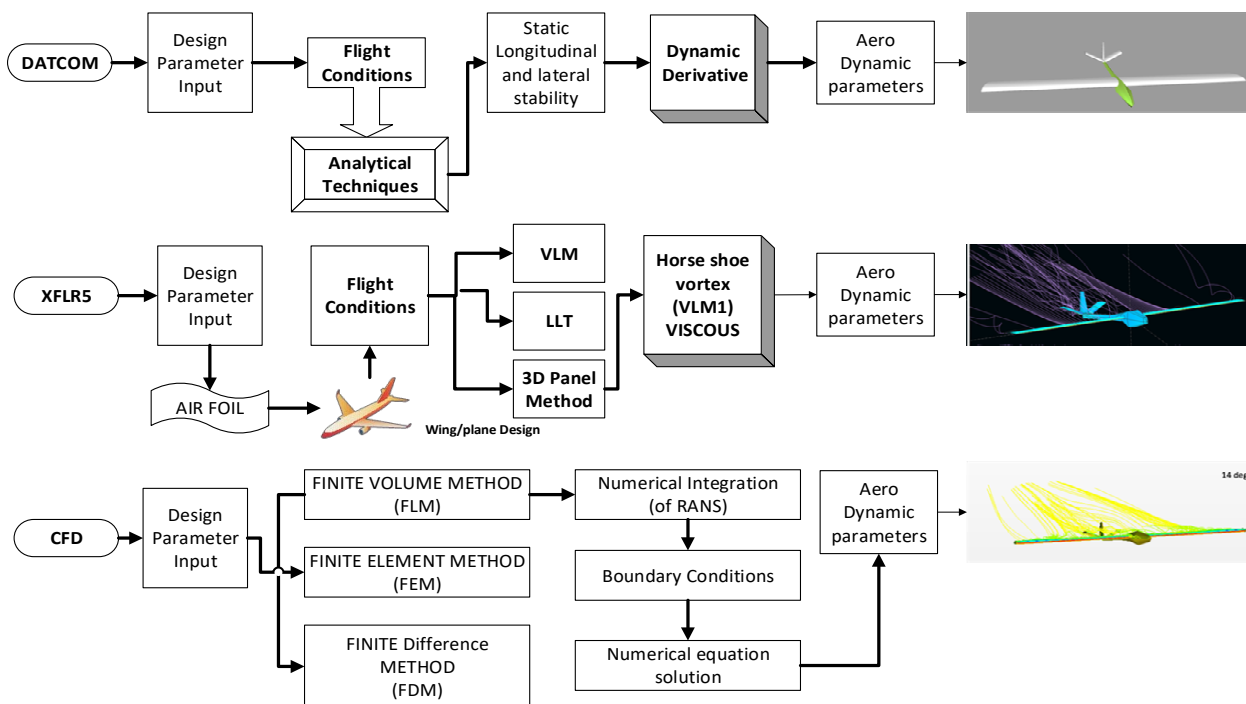 DATCOM
Design
Parameter
Input
Flight
Conditions
Analytical
Techniques
Static
Longitudinal
and lateral
stability
Dynamic
Derivative
Aero
Dynamic
parameters
XFLR5
Design
Parameter
Input
AIR FOIL
Wing/plane Design
Flight
Conditions
VLM
LLT
3D Panel
Method
Horse shoe
vortex
(VLM1)
VISCOUS
Aero
Dynamic
parameters
CFD
Design
Parameter
Input
FINITE VOLUME METHOD
(FLM)
FINITE ELEMENT METHOD
(FEM)
FINITE Difference
METHOD
(FDM)
Numerical Integration
(of RANS)
Boundary Conditions
Numerical equation
solution
Aero
Dynamic
parameters
14 deg